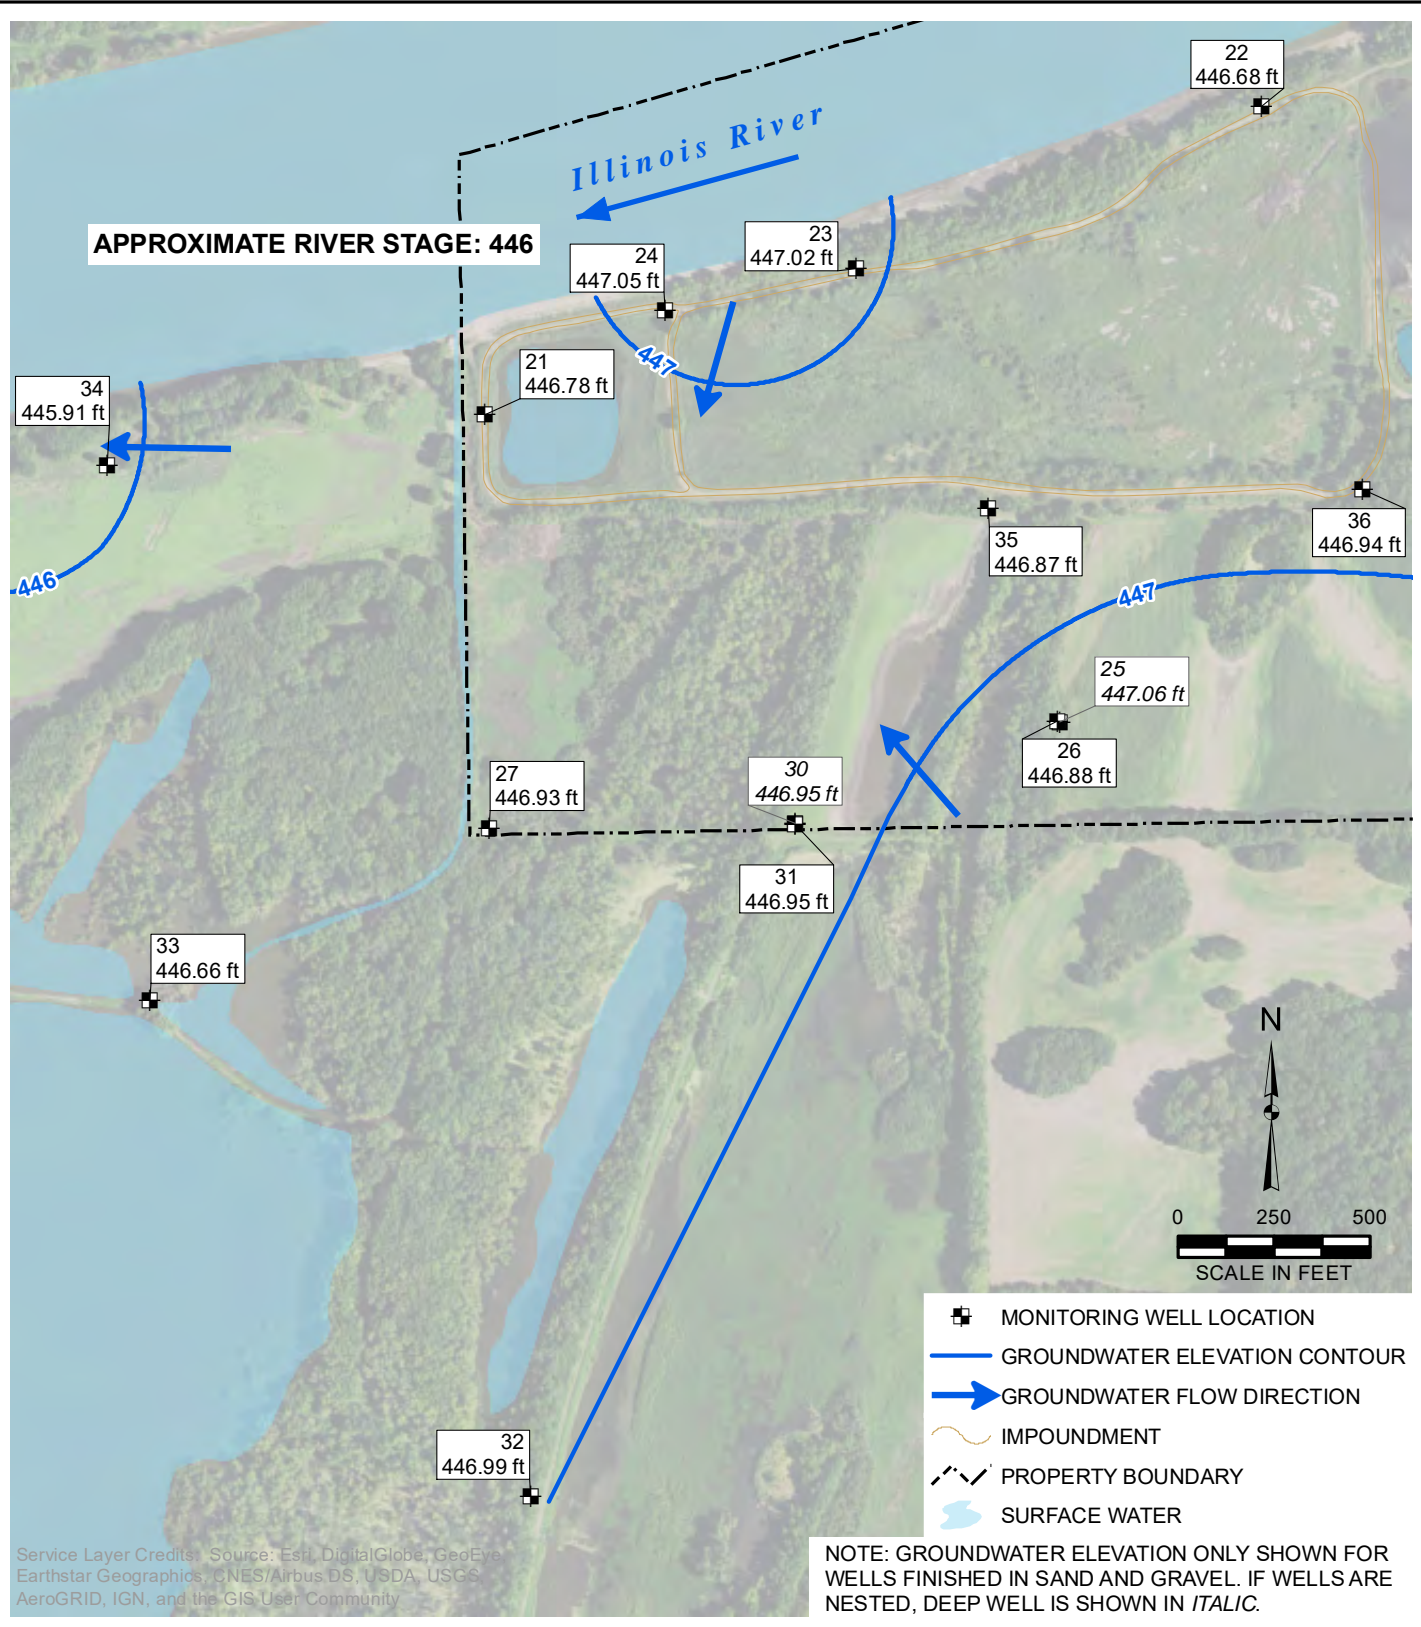 22
446.68 ft
Illinois River
23
447.02 ft
APPROXIMATE RIVER STAGE: 446
24
447.05 ft
447
21
446.78 ft
34
445.91 ft
446
35
446.87 ft
36
446.94 ft
447
25
447.06 ft
26
446.88 ft
27
446.93 ft
30
446.95 ft
31
446.95 ft
33
446.66 ft
N
0 250 500
SCALE IN FEET
32
446.99 ft
MONITORING WELL LOCATION
GROUNDWATER ELEVATION CONTOUR
GROUNDWATER FLOW DIRECTION
IMPOUNDMENT
PROPERTY BOUNDARY
SURFACE WATER
NOTE: GROUNDWATER ELEVATION ONLY SHOWN FOR
WELLS FINISHED IN SAND AND GRAVEL. IF WELLS ARE
NESTED, DEEP WELL IS SHOWN IN ITALIC.
Service Layer Credits: Source: Esri, DigitalGlobe, GeoEye,
Earthstar Geographics, CNES/Airbus DS, USDA, USGS,
AeroGRID, IGN, and the GIS User Community